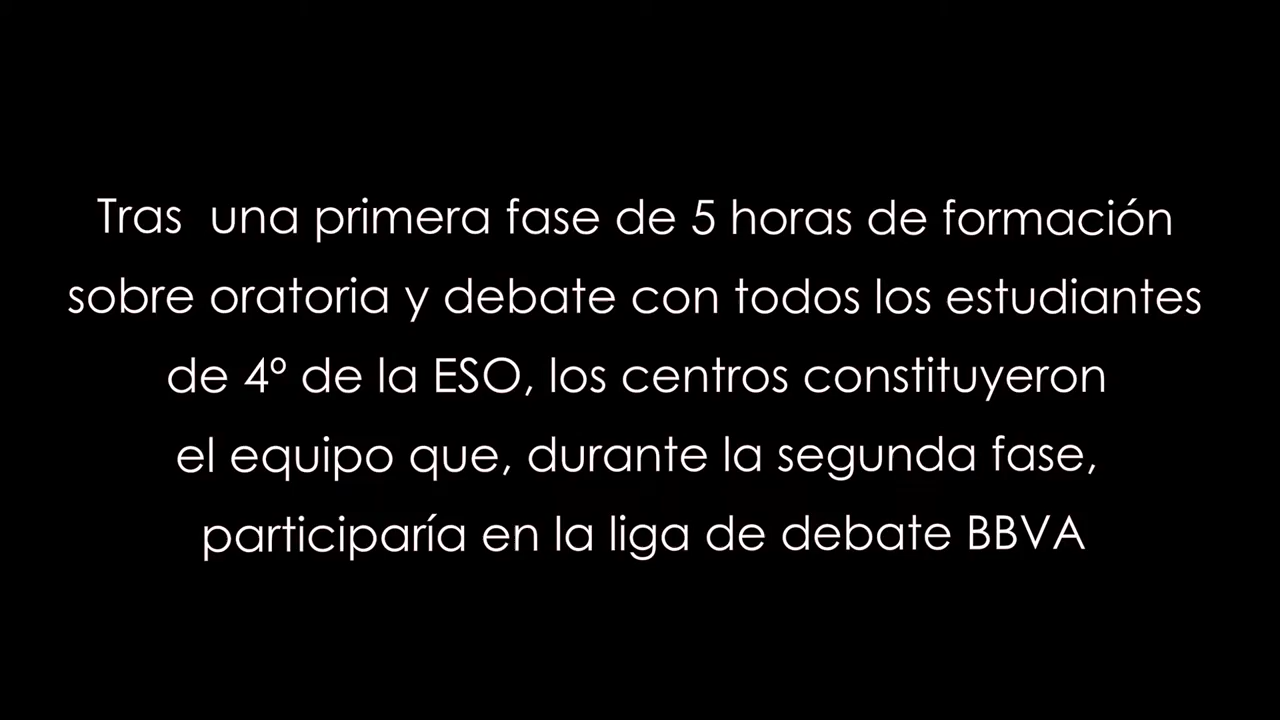 Tras una primera fase de 5 horas de formación
sobre oratoria y debate con todos los estudiantes
de 4º de la ESO, los centros constituyeron
el equipo que, durante la segunda fase,
participaría en la liga de debate BBVA